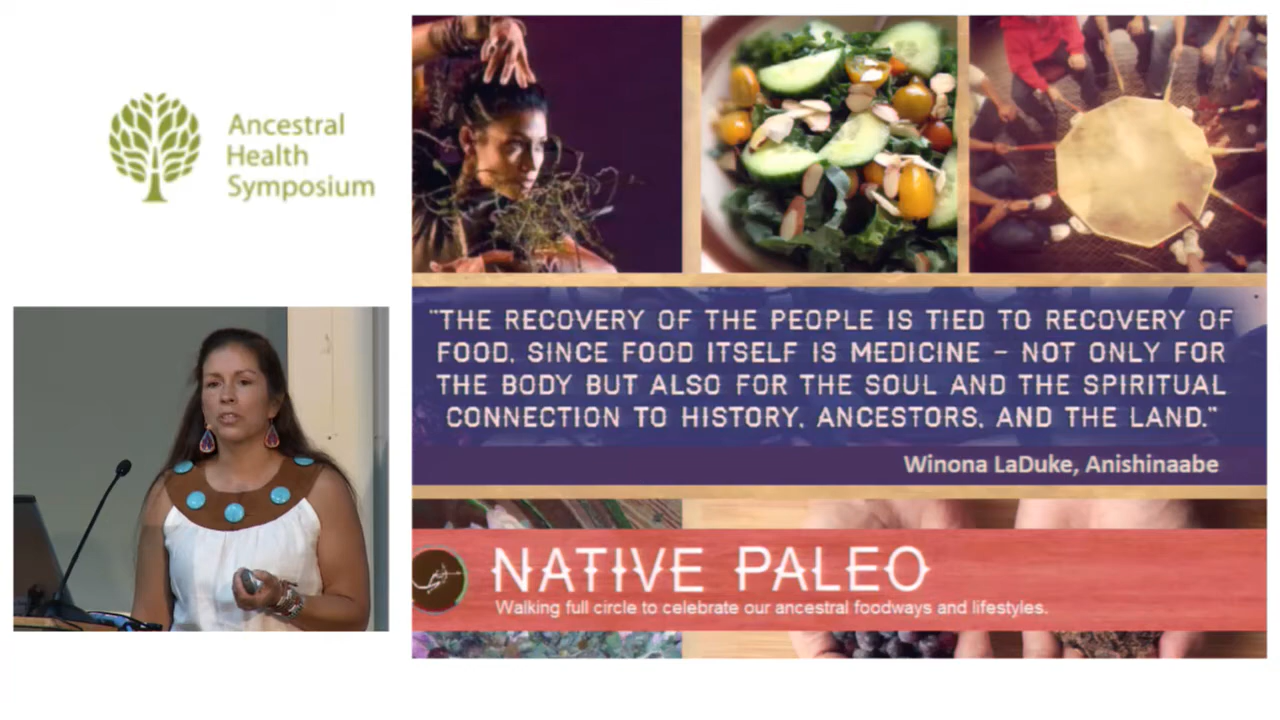 Ancestral
Health
Symposium
"THE RECOVERY OF THE PEOPLE IS TIED TO RECOVERY OF
FOOD, SINCE FOOD ITSELF IS MEDICINE – NOT ONLY FOR
THE BODY BUT ALSO FOR THE SOUL AND THE SPIRITUAL
CONNECTION TO HISTORY, ANCESTORS, AND THE LAND."
Winona LaDuke, Anishinaabe
NATIVE PALEO
Walking full circle to celebrate our ancestral foodways and lifestyles.